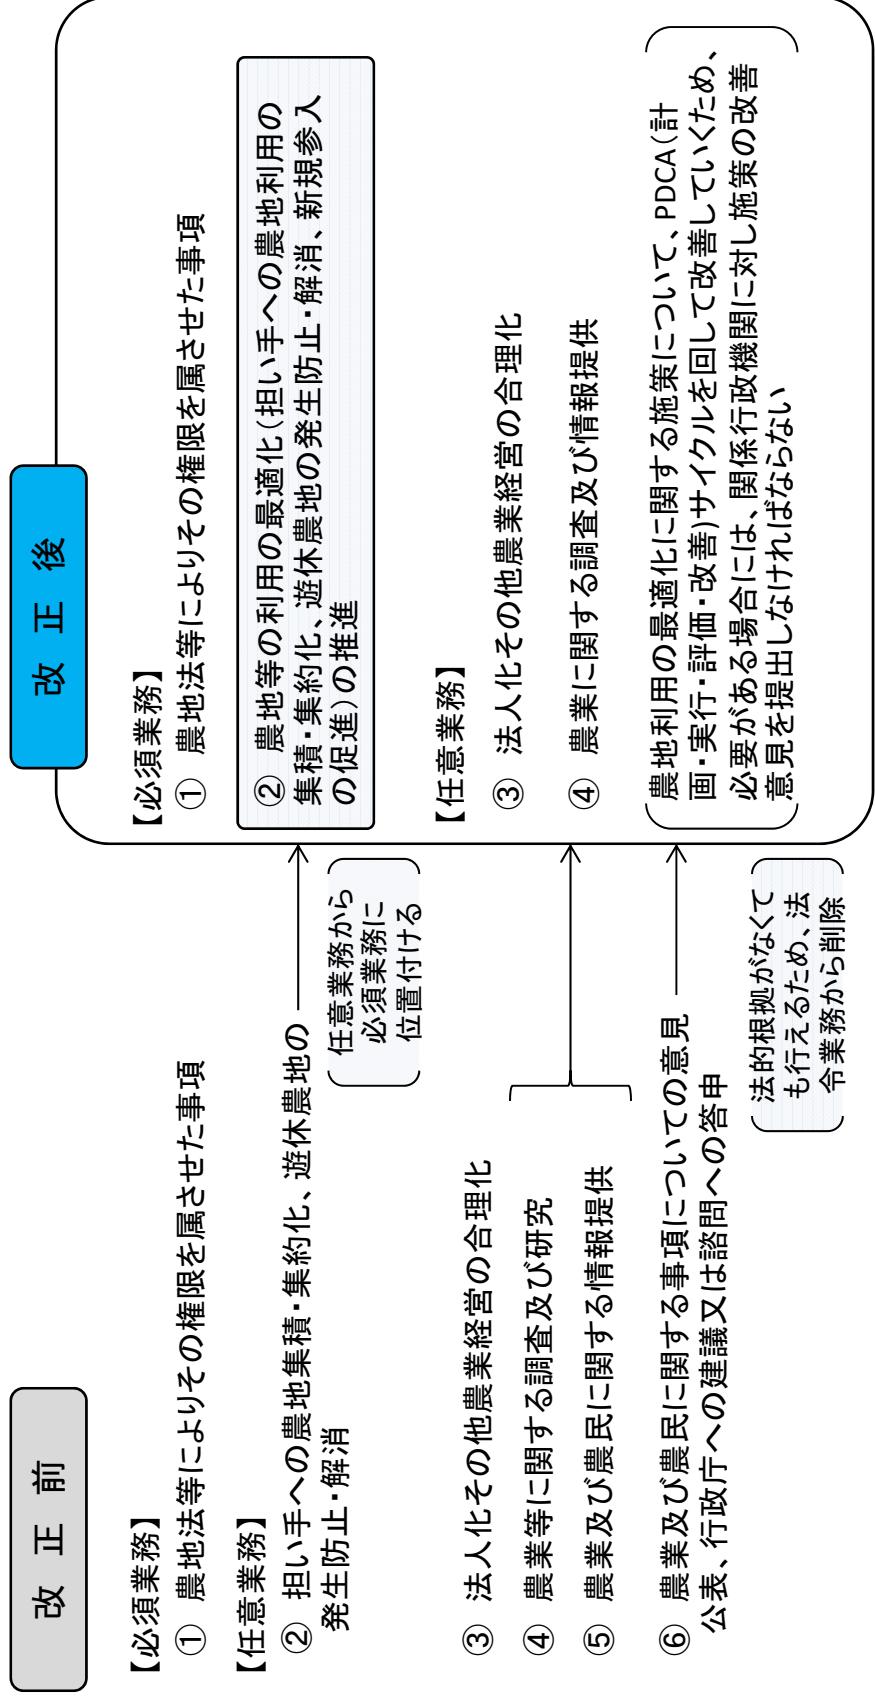 改 正 前
【必須業務】
① 農地法等によりその権限を属させた事項
【任意業務】
② 担い手への農地集積・集約化、遊休農地の
発生防止・解消
③ 法人化その他農業経営の合理化
④ 農業等に関する調査及び研究
⑤ 農業及び農民に関する情報提供
⑥ 農業及び農民に関する事項についての意見
公表、行政庁への建議又は諮問への答申
任意業務から
必須業務に
位置付ける
法的根拠がなくて
も行えるため、法
令業務から削除
改 正 後
【必須業務】
① 農地法等によりその権限を属させた事項
② 農地等の利用の最適化（担い手への農地利用の
集積・集約化、遊休農地の発生防止・解消、新規参入
の促進）の推進
【任意業務】
③ 法人化その他農業経営の合理化
④ 農業に関する調査及び情報提供
農地利用の最適化に関する施策について、PDCA（計
画・実行・評価・改善)サイクルを回して改善していくため、
必要がある場合には、関係行政機関に対し施策の改善
意見を提出しなければならない